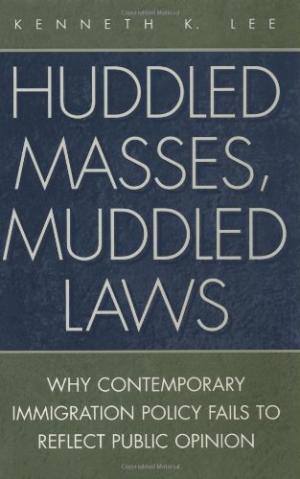 KENNETH K. LEE
HUDDLED
MASSES,
MUDDLED
LAWS
WHY CONTEMPORARY
IMMIGRATION POLICY FAILS TO
REFLECT PUBLIC OPINION